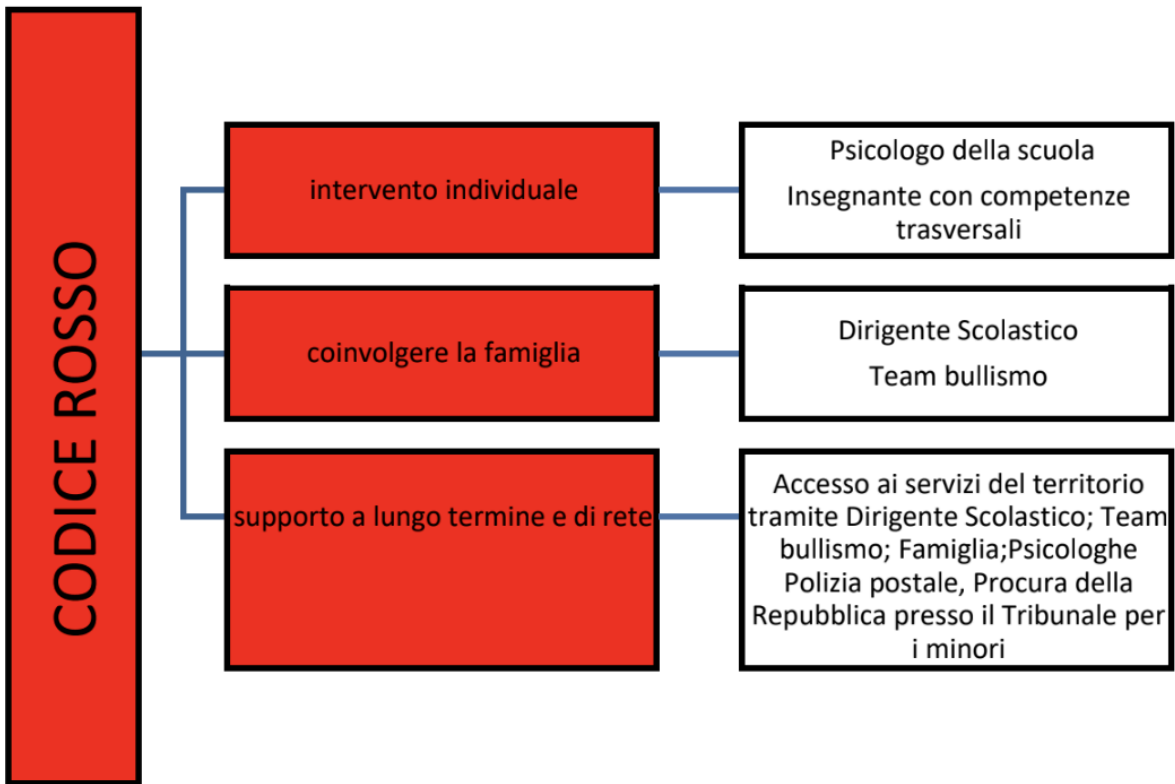 CODICE ROSSO
intervento individuale
Psicologo della scuola
Insegnante con competenze
trasversali
coinvolgere la famiglia
Dirigente Scolastico
Team bullismo
supporto a lungo termine e di rete
Accesso ai servizi del territorio
tramite Dirigente Scolastico; Team
bullismo; Famiglia;Psicologhe
Polizia postale, Procura della
Repubblica presso il Tribunale per
i minori